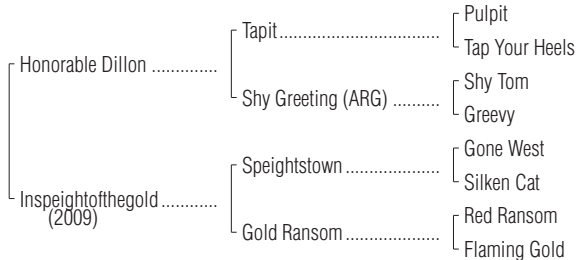 Pulpit
Tapit
Tap Your Heels
Honorable Dillon
Shy Tom
Shy Greeting (ARG)
Greevy
Gone West
Speightstown
Silken Cat
Inspeightofthegold
(2009)
Red Ransom
Gold Ransom
Flaming Gold